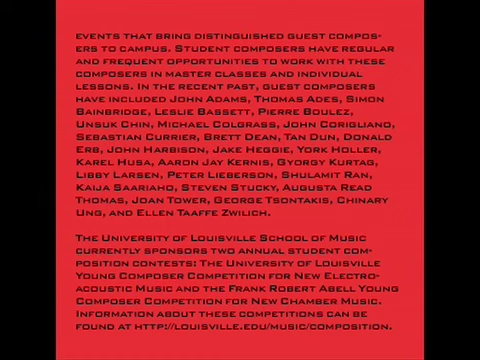 EVENTS THAT BRING DISTINGUISHED GUEST COMPOS-
ERS TO CAMPUS. STUDENT COMPOSERS HAVE REGULAR
AND FREQUENT OPPORTUNITIES TO WORK WITH THESE
COMPOSERS IN MASTER CLASSES AND INDIVIDUAL
LESSONS. IN THE RECENT PAST, GUEST COMPOSERS
HAVE INCLUDED JOHN ADAMS, THOMAS ADES, SIMON
BAINBRIDGE, LESLIE BASSETT, PIERRE BOULEZ,
UNSUK CHIN, MICHAEL COLGRASS, JOHN CORIGLIANO,
SEBASTIAN CURRIER, BRETT DEAN, TAN DUN, DONALD
ERB, JOHN HARBISON, JAKE HEGGIE, YORK HOLLER,
KAREL HUSA, AARON JAY KERNIS, GYORGY KURTAG,
LIBBY LARSEN, PETER LIEBERSON, SHULAMIT RAN,
KAIJA SAARIAHO, STEVEN STUCKY, AUGUSTA READ
THOMAS, JOAN TOWER, GEORGE TSONTAKIS, CHINARY
UNG, AND ELLEN TAAFFE ZWILICH.
THE UNIVERSITY OF LOUISVILLE SCHOOL OF MUSIC
CURRENTLY SPONSORS TWO ANNUAL STUDENT COM-
POSITION CONTESTS: THE UNIVERSITY OF LOUISVILLE
YOUNG COMPOSER COMPETITION FOR NEW ELECTRO-
ACOUSTIC MUSIC AND THE FRANK ROBERT ABELL YOUNG
COMPOSER COMPETITION FOR NEW CHAMBER MUSIC.
INFORMATION ABOUT THESE COMPETITIONS CAN BE
FOUND AT HTTP://LOUISVILLE.EDU/MUSIC/COMPOSITION.